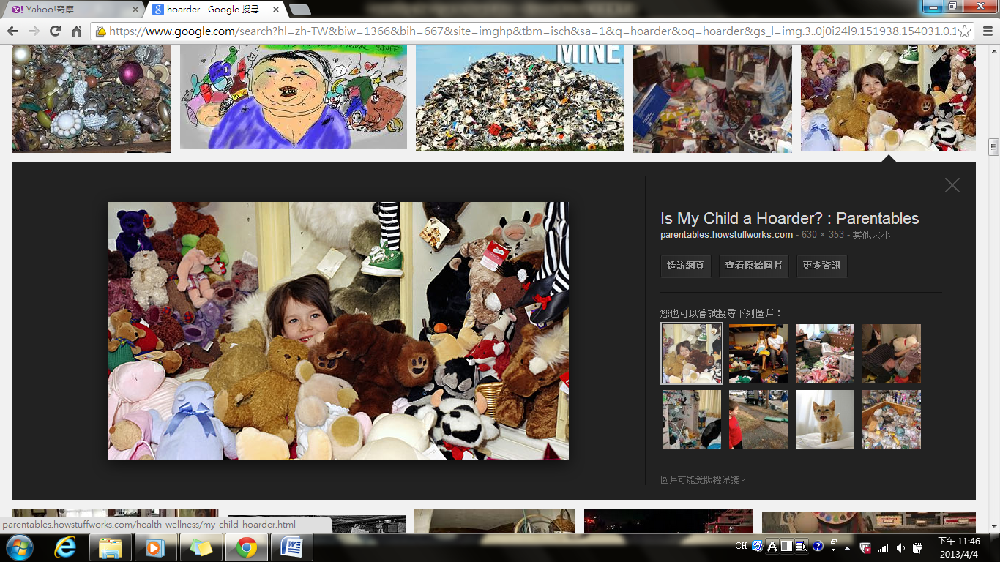 Yahoo!奇摩
hoarder - Google 搜尋
https://www.google.com/search?hl=zh-TW&biw=1366&bih=667&site=imghp&tbm=isch&sa=1&q=hoarder&oq=hoarder&gs_l=img.3..0j0i24l9.151938.154031.0.1
MINE.
Is My Child a Hoarder? : Parentables
parentables.howstuffworks.com - 630 × 353 - 其他大小
造訪網頁
查看原始圖片
更多資訊
您也可以嘗試搜尋下列圖片：
圖片可能受版權保護。
parentables.howstuffworks.com/health-wellness/my-child-hoarder.html
CH
下午 11:46
2013/4/4